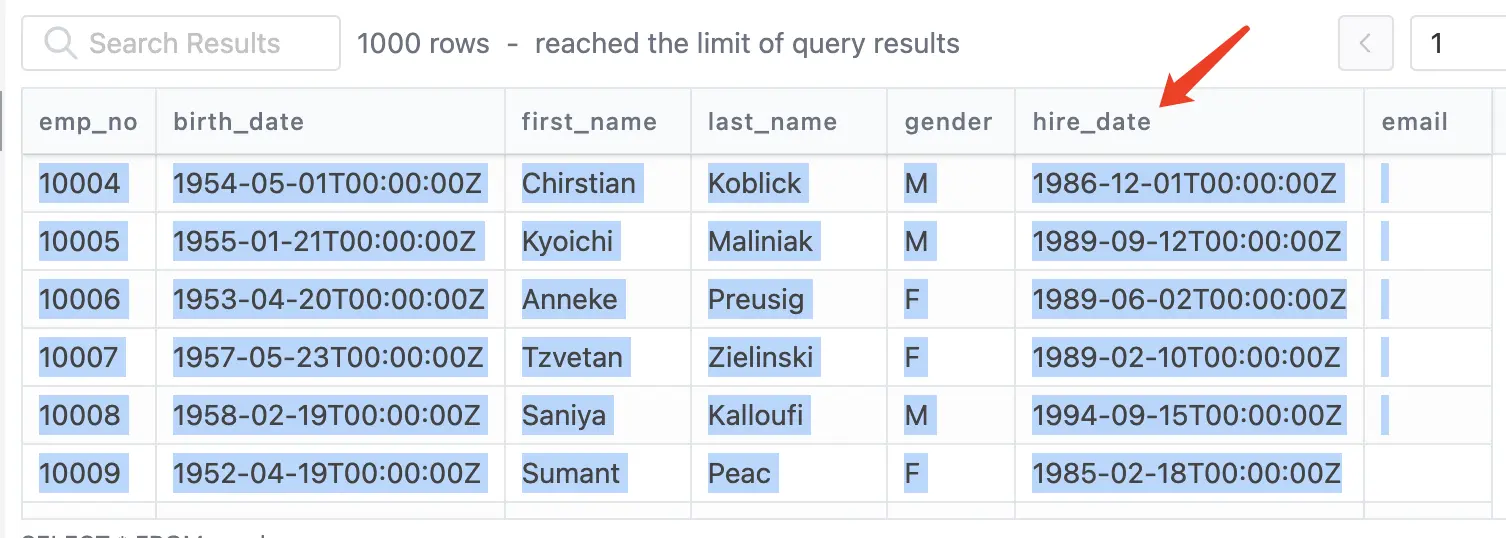 Search Results 1000 rows - reached the limit of query results 1
emp_no birth_date first_name last_name gender hire_date email
10004 1954-05-01T00:00:00Z Chirstian Koblick M 1986-12-01T00:00:00Z
10005 1955-01-21T00:00:00Z Kyoichi Maliniak M 1989-09-12T00:00:00Z
10006 1953-04-20T00:00:00Z Anneke Preusig F 1989-06-02T00:00:00Z
10007 1957-05-23T00:00:00Z Tzvetan Zielinski F 1989-02-10T00:00:00Z
10008 1958-02-19T00:00:00Z Saniya Kalloufi M 1994-09-15T00:00:00Z
10009 1952-04-19T00:00:00Z Sumant Peac F 1985-02-18T00:00:00Z
SELECT * FROM